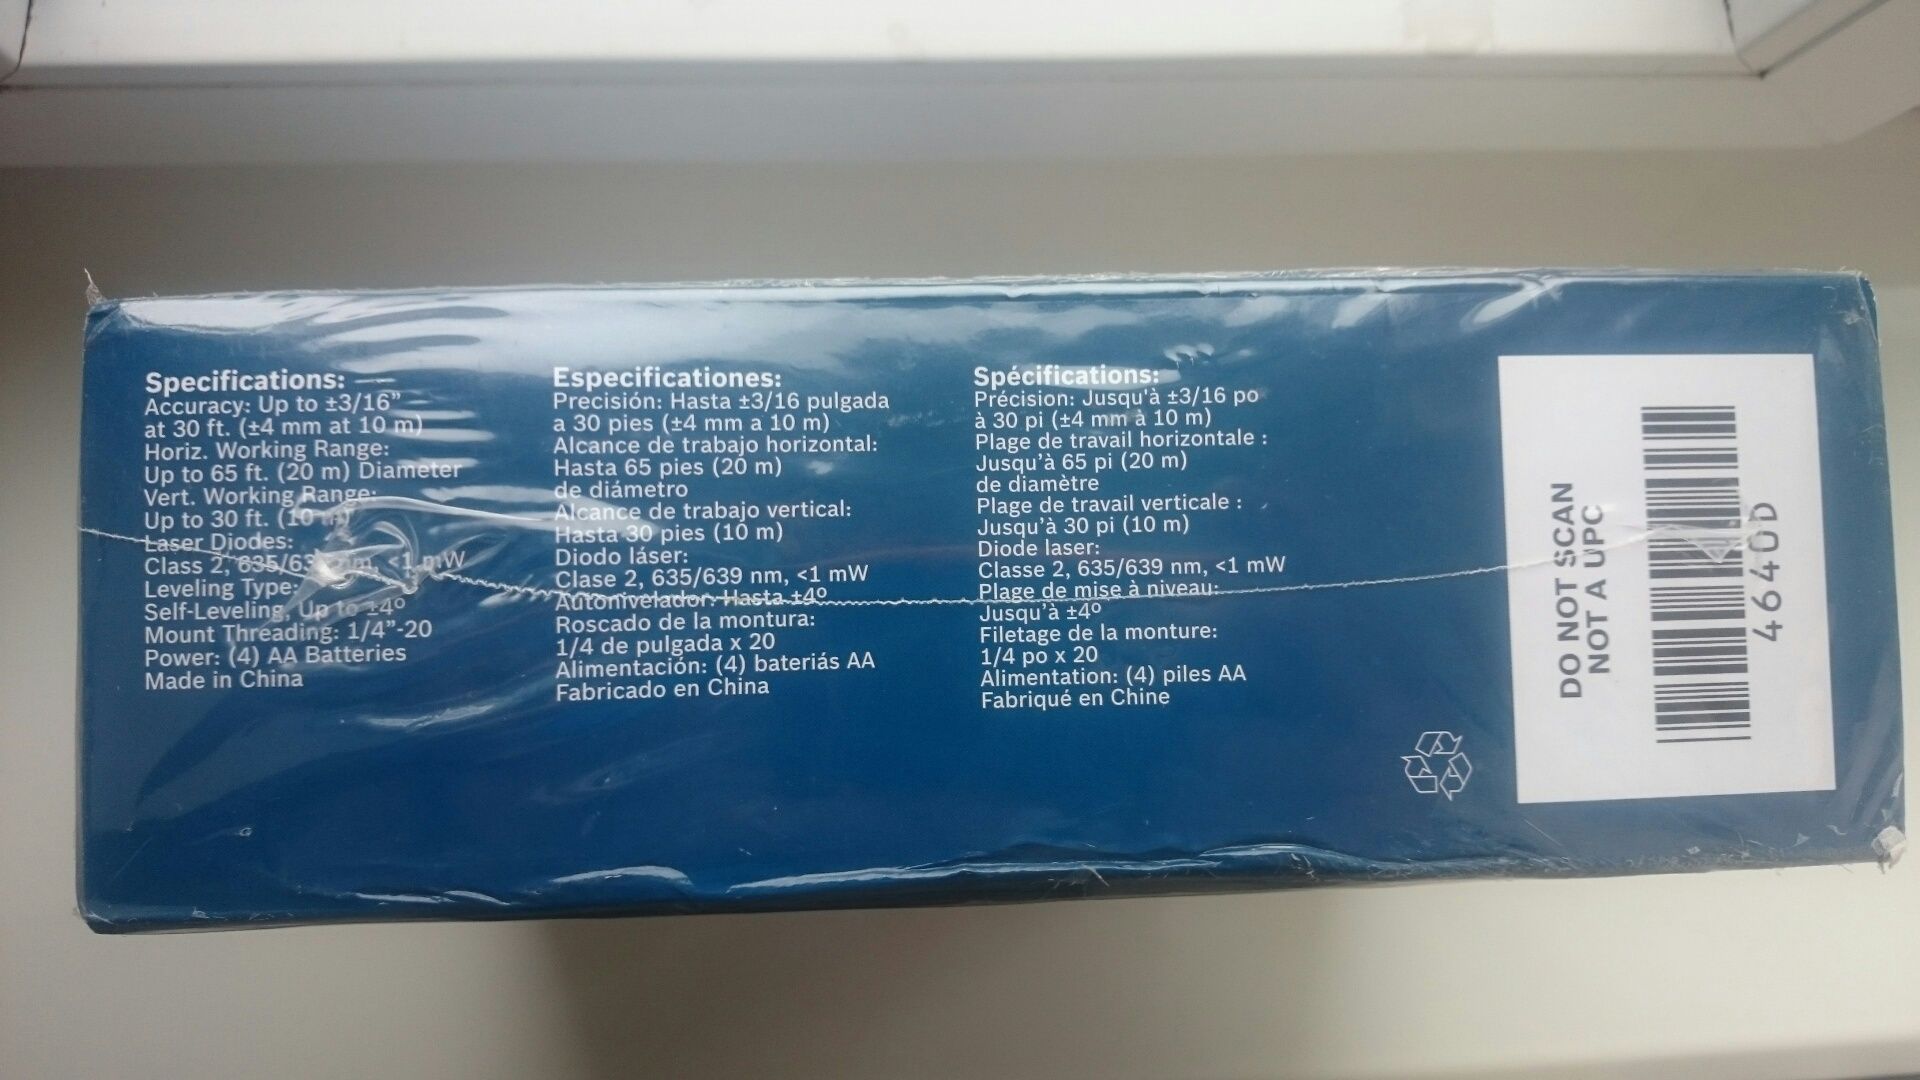 Specifications:
Accuracy: Up to ±3/16”
at 30 ft. (±4 mm at 10 m)
Horiz. Working Range:
Up to 65 ft. (20 m) Diameter
Vert. Working Range:
Up to 30 ft. (10 m)
Laser Diodes:
Class 2, <1 mW
Leveling Type:
Self-Leveling, Up to ±4º
Mount Threading: 1/4”-20
Power: (4) AA Batteries
Made in China
Especificationes:
Precisión: Hasta ±3/16 pulgada
a 30 pies (±4 mm a 10 m)
Alcance de trabajo horizontal:
Hasta 65 pies (20 m)
de diámetro
Alcance de trabajo vertical:
Hasta 30 pies (10 m)
Diodo láser:
Clase 2, 635/639 nm, <1 mW
Autonivelador: Hasta ±4º
Roscado de la montura:
1/4 de pulgada x 20
Alimentación: (4) bateriás AA
Fabricado en China
Spécifications:
Précision: Jusqu'à ±3/16 po
à 30 pi (±4 mm à 10 m)
Plage de travail horizontale :
Jusqu’à 65 pi (20 m)
de diamètre
Plage de travail verticale :
Jusqu’à 30 pi (10 m)
Diode laser:
Classe 2, 635/639 nm, <1 mW
Plage de mise à niveau:
Jusqu’à ±4º
Filetage de la monture:
1/4 po x 20
Alimentation: (4) piles AA
Fabriqué en Chine
DO NOT SCAN
NOT A UPC
4640D